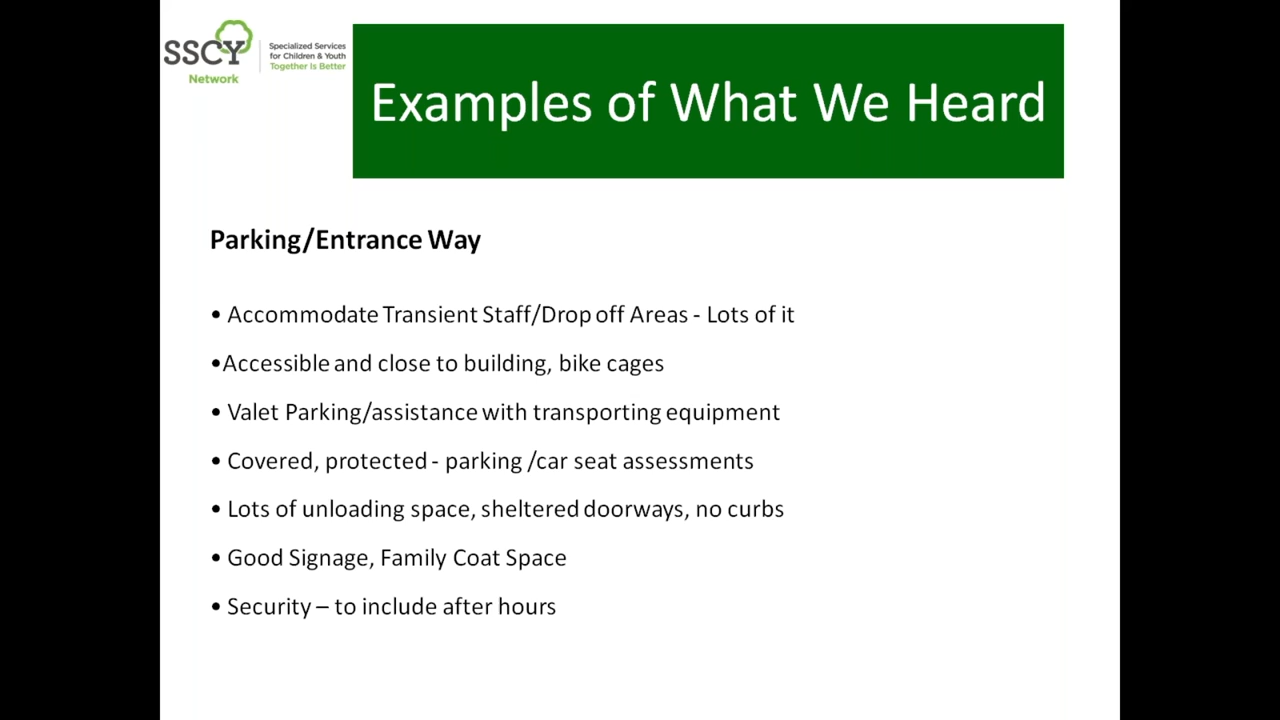 SSCY
Network
Specialized Services
for Children & Youth
Together Is Better
Examples of What We Heard
Parking/Entrance Way
• Accommodate Transient Staff/Drop off Areas - Lots of it
•Accessible and close to building, bike cages
• Valet Parking/assistance with transporting equipment
• Covered, protected - parking /car seat assessments
• Lots of unloading space, sheltered doorways, no curbs
• Good Signage, Family Coat Space
• Security – to include after hours